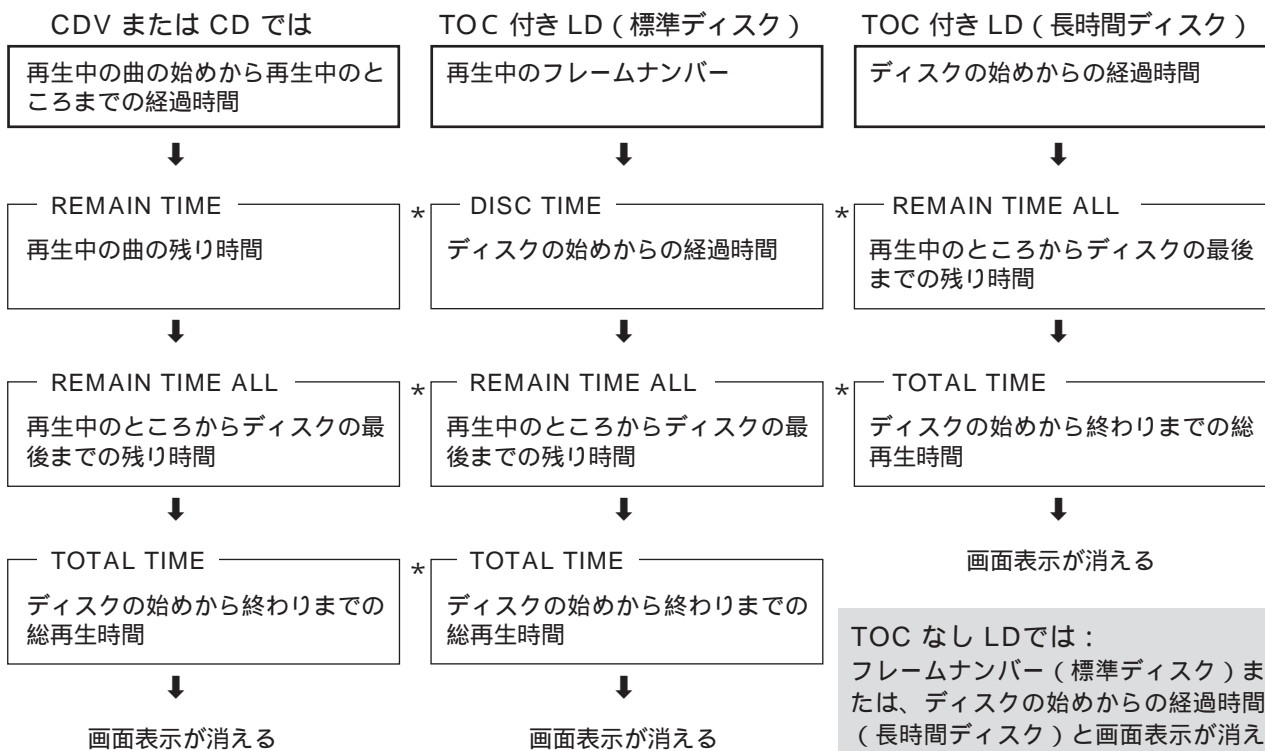 CDV または CD では
再生中の曲の始めから再生中のと
ころまでの経過時間
REMAIN TIME
再生中の曲の残り時間
REMAIN TIME ALL
再生中のところからディスクの最
後までの残り時間
TOTAL TIME
ディスクの始めから終わりまでの
総再生時間
画面表示が消える
TOC 付き LD(標準ディスク)
再生中のフレームナンバー
* DISC TIME
ディスクの始めからの経過時間
* REMAIN TIME ALL
再生中のところからディスクの最
後までの残り時間
* TOTAL TIME
ディスクの始めから終わりまでの
総再生時間
画面表示が消える
TOC 付き LD(長時間ディスク)
ディスクの始めからの経過時間
* REMAIN TIME ALL
再生中のところからディスクの最後
までの残り時間
* TOTAL TIME
ディスクの始めから終わりまでの総
再生時間
画面表示が消える
TOC なし LDでは:
フレームナンバー(標準ディスク)ま
たは、ディスクの始めからの経過時間
(長時間ディスク)と画面表示が消え